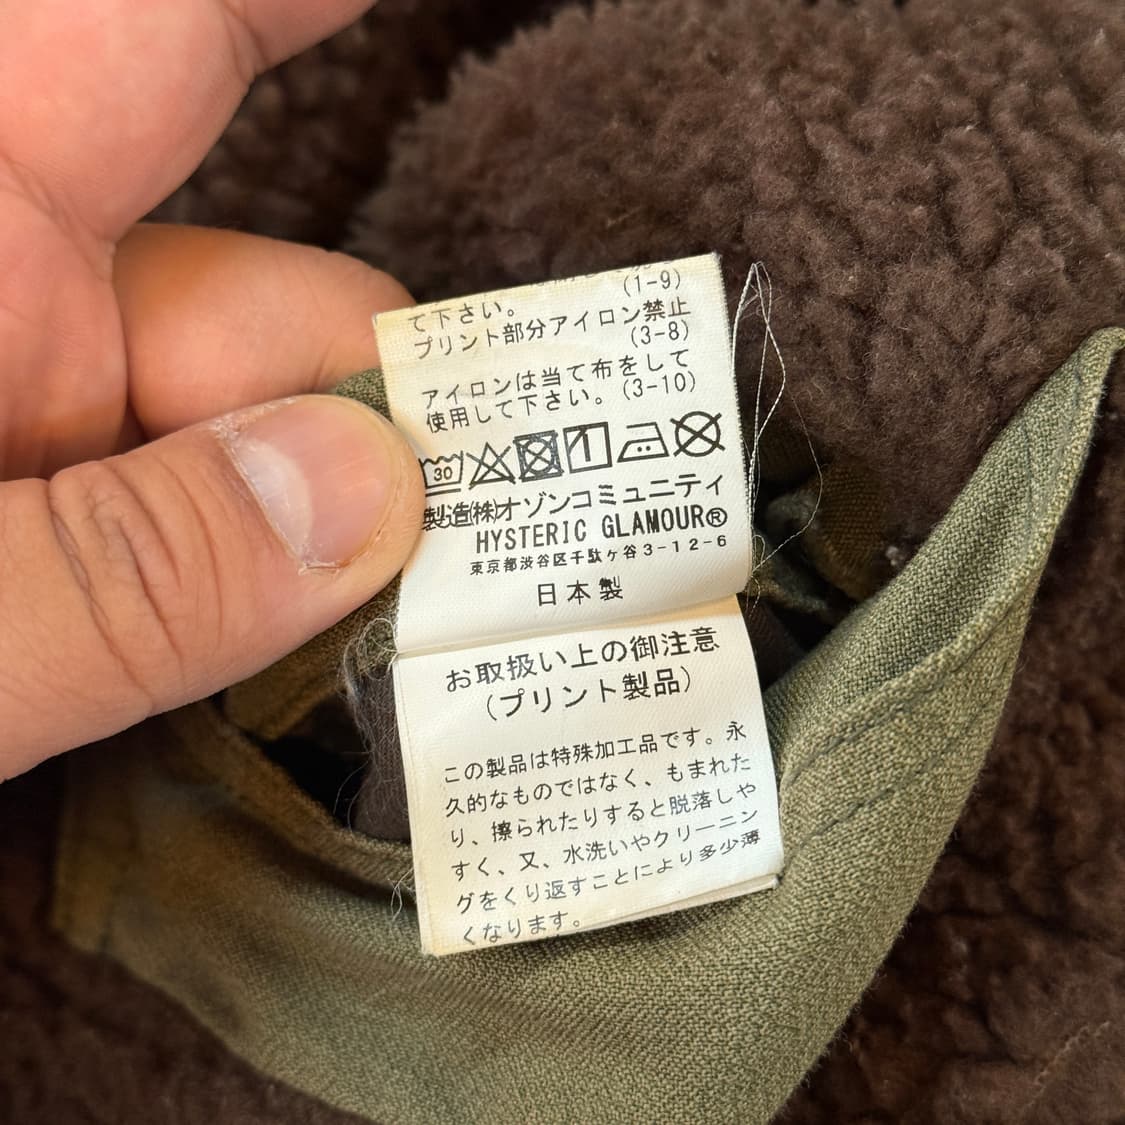 (1-9)
て下さい。
プリント部分アイロン禁止
(3-8)
アイロンは当て布をして
使用して下さい。(3-10)
30
製造(株)オゾンコミュニティ
HYSTERIC GLAMOUR®
東京都渋谷区千駄ヶ谷3-12-6
日本製
お取扱い上の御注意
(プリント製品)
この製品は特殊加工品です。永
久的なものではなく、もまれた
り、擦られたりすると脱落しや
すく、又、水洗いやクリーニン
グをくり返すことにより多少薄
くなります。